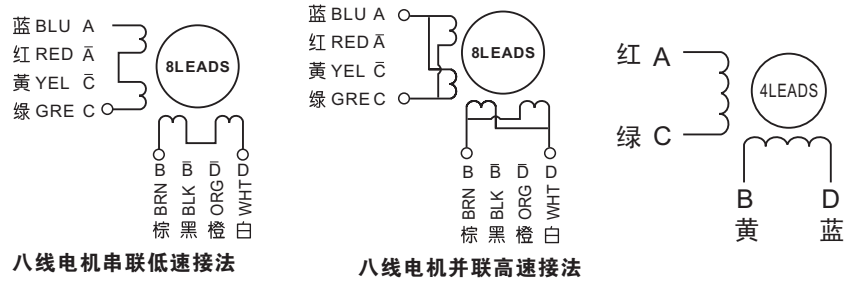 蓝 BLU A
红 RED A̅
黃 YEL C̅
绿 GRE C
8LEADS
B B̅ D̅ D
BRN BLK ORG WHT
棕 黑 橙 白
八线电机串联低速接法
蓝 BLU A
红 RED A̅
黃 YEL C̅
绿 GRE C
8LEADS
B B̅ D̅ D
BRN BLK ORG WHT
棕 黑 橙 白
八线电机并联高速接法
红 A
绿 C
4LEADS
B D
黄 蓝